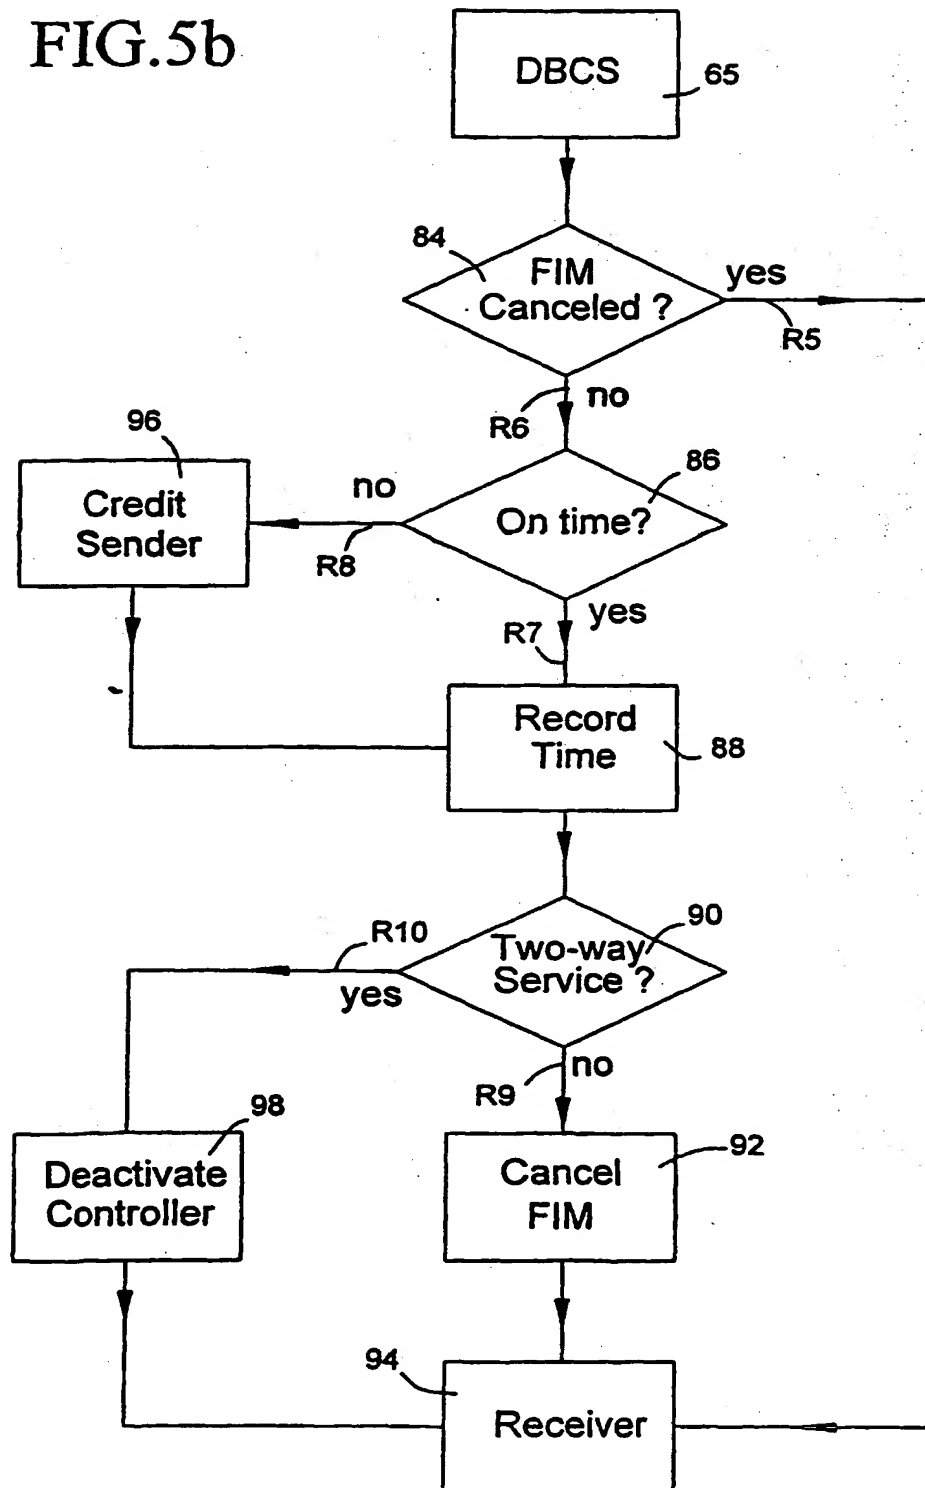 FIG.5b
DBCS
65
84
FIM
Canceled ?
yes
R5
R6
no
96
86
Credit
Sender
no
R8
On time?
yes
R7
Record
Time
88
90
R10
Two-way
Service ?
yes
no
R9
98
92
Deactivate
Controller
Cancel
FIM
94
Receiver